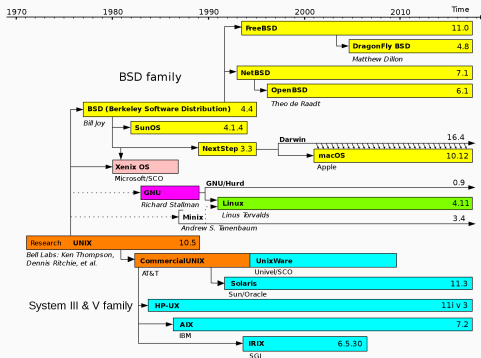 1970 1980 1990 2000 2010 Time
FreeBSD 11.0
DragonFly BSD 4.8
Matthew Dillon
BSD family
NetBSD 7.1
OpenBSD 6.1
Theo de Raadt
BSD (Berkeley Software Distribution) 4.4
Bill Joy
SunOS 4.1.4
Darwin 16.4
NextStep 3.3
macOS 10.12
Apple
Xenix OS
Microsoft/SCO
GNU/Hurd 0.9
GNU
Richard Stallman
Linux 4.11
Linus Torvalds
Minix 3.4
Andrew S. Tanenbaum
Research UNIX 10.5
Bell Labs: Ken Thompson,
Dennis Ritchie, et al.
CommercialUNIX UnixWare
AT&T Univel/SCO
Solaris 11.3
Sun/Oracle
System III & V family
HP-UX 11i v 3
AIX 7.2
IBM
IRIX 6.5.30
SGI